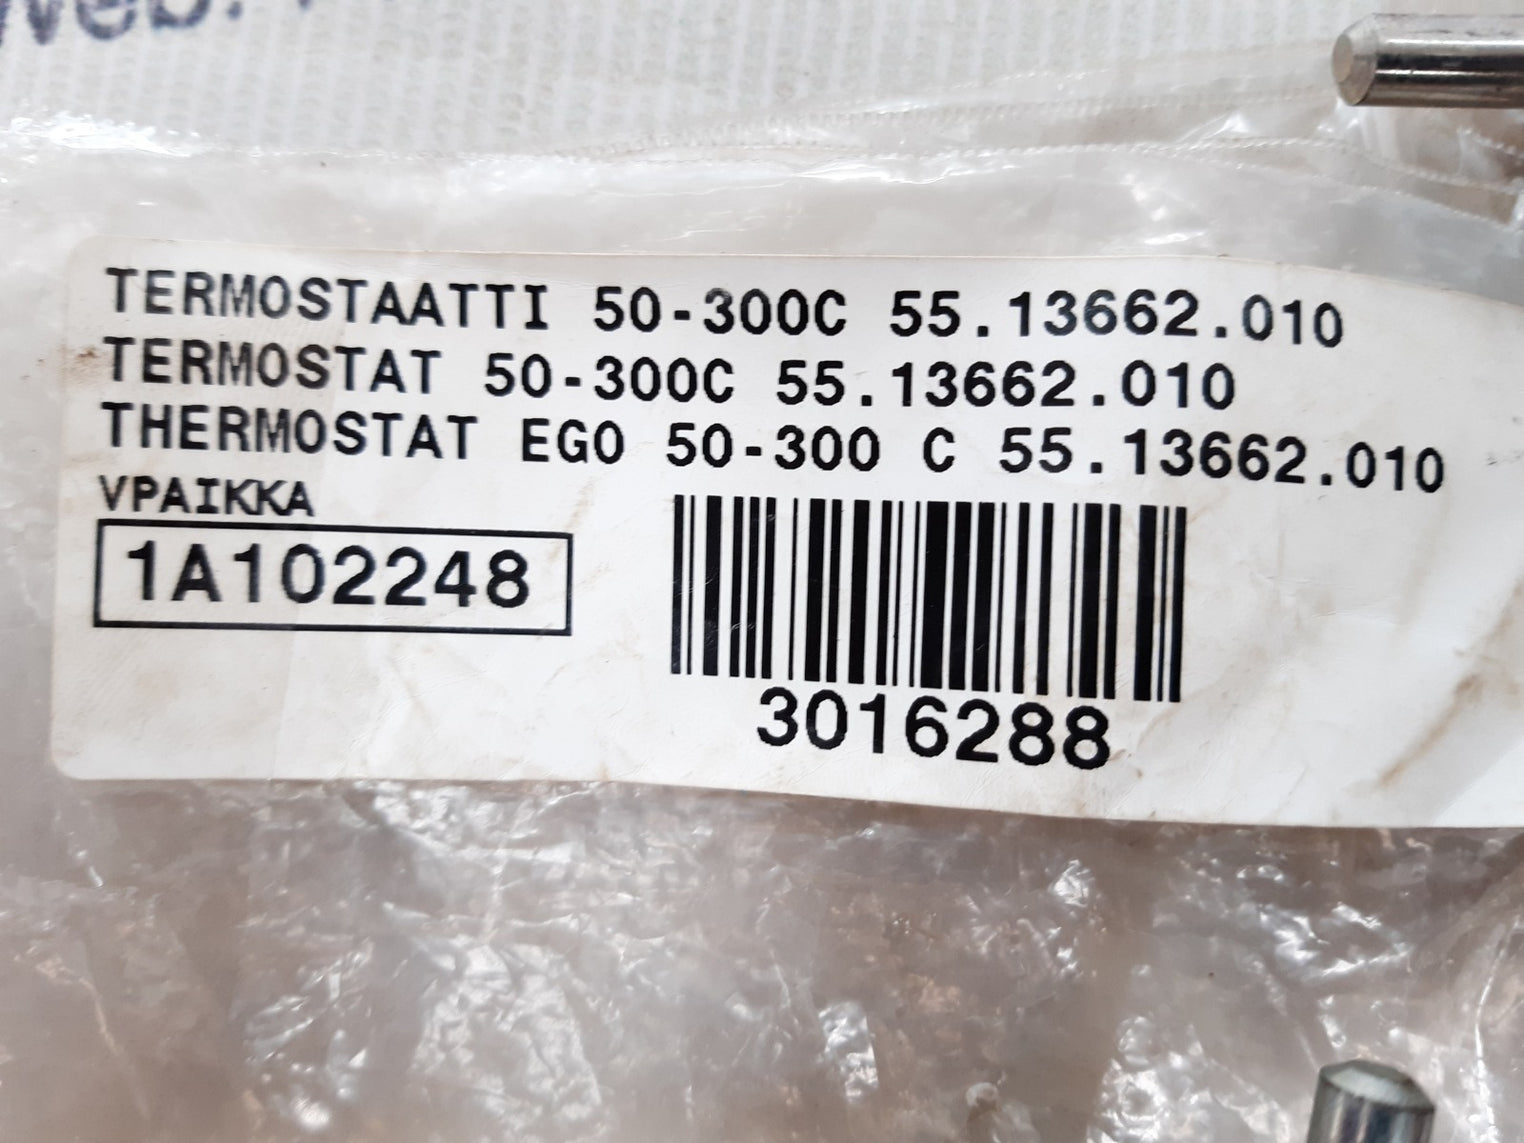 Web:
TERMOSTAATTI 50-300C 55.13662.010
TERMOSTAT 50-300C 55.13662.010
THERMOSTAT EGO 50-300 C 55.13662.010
VPAIKKA
1A102248
3016288